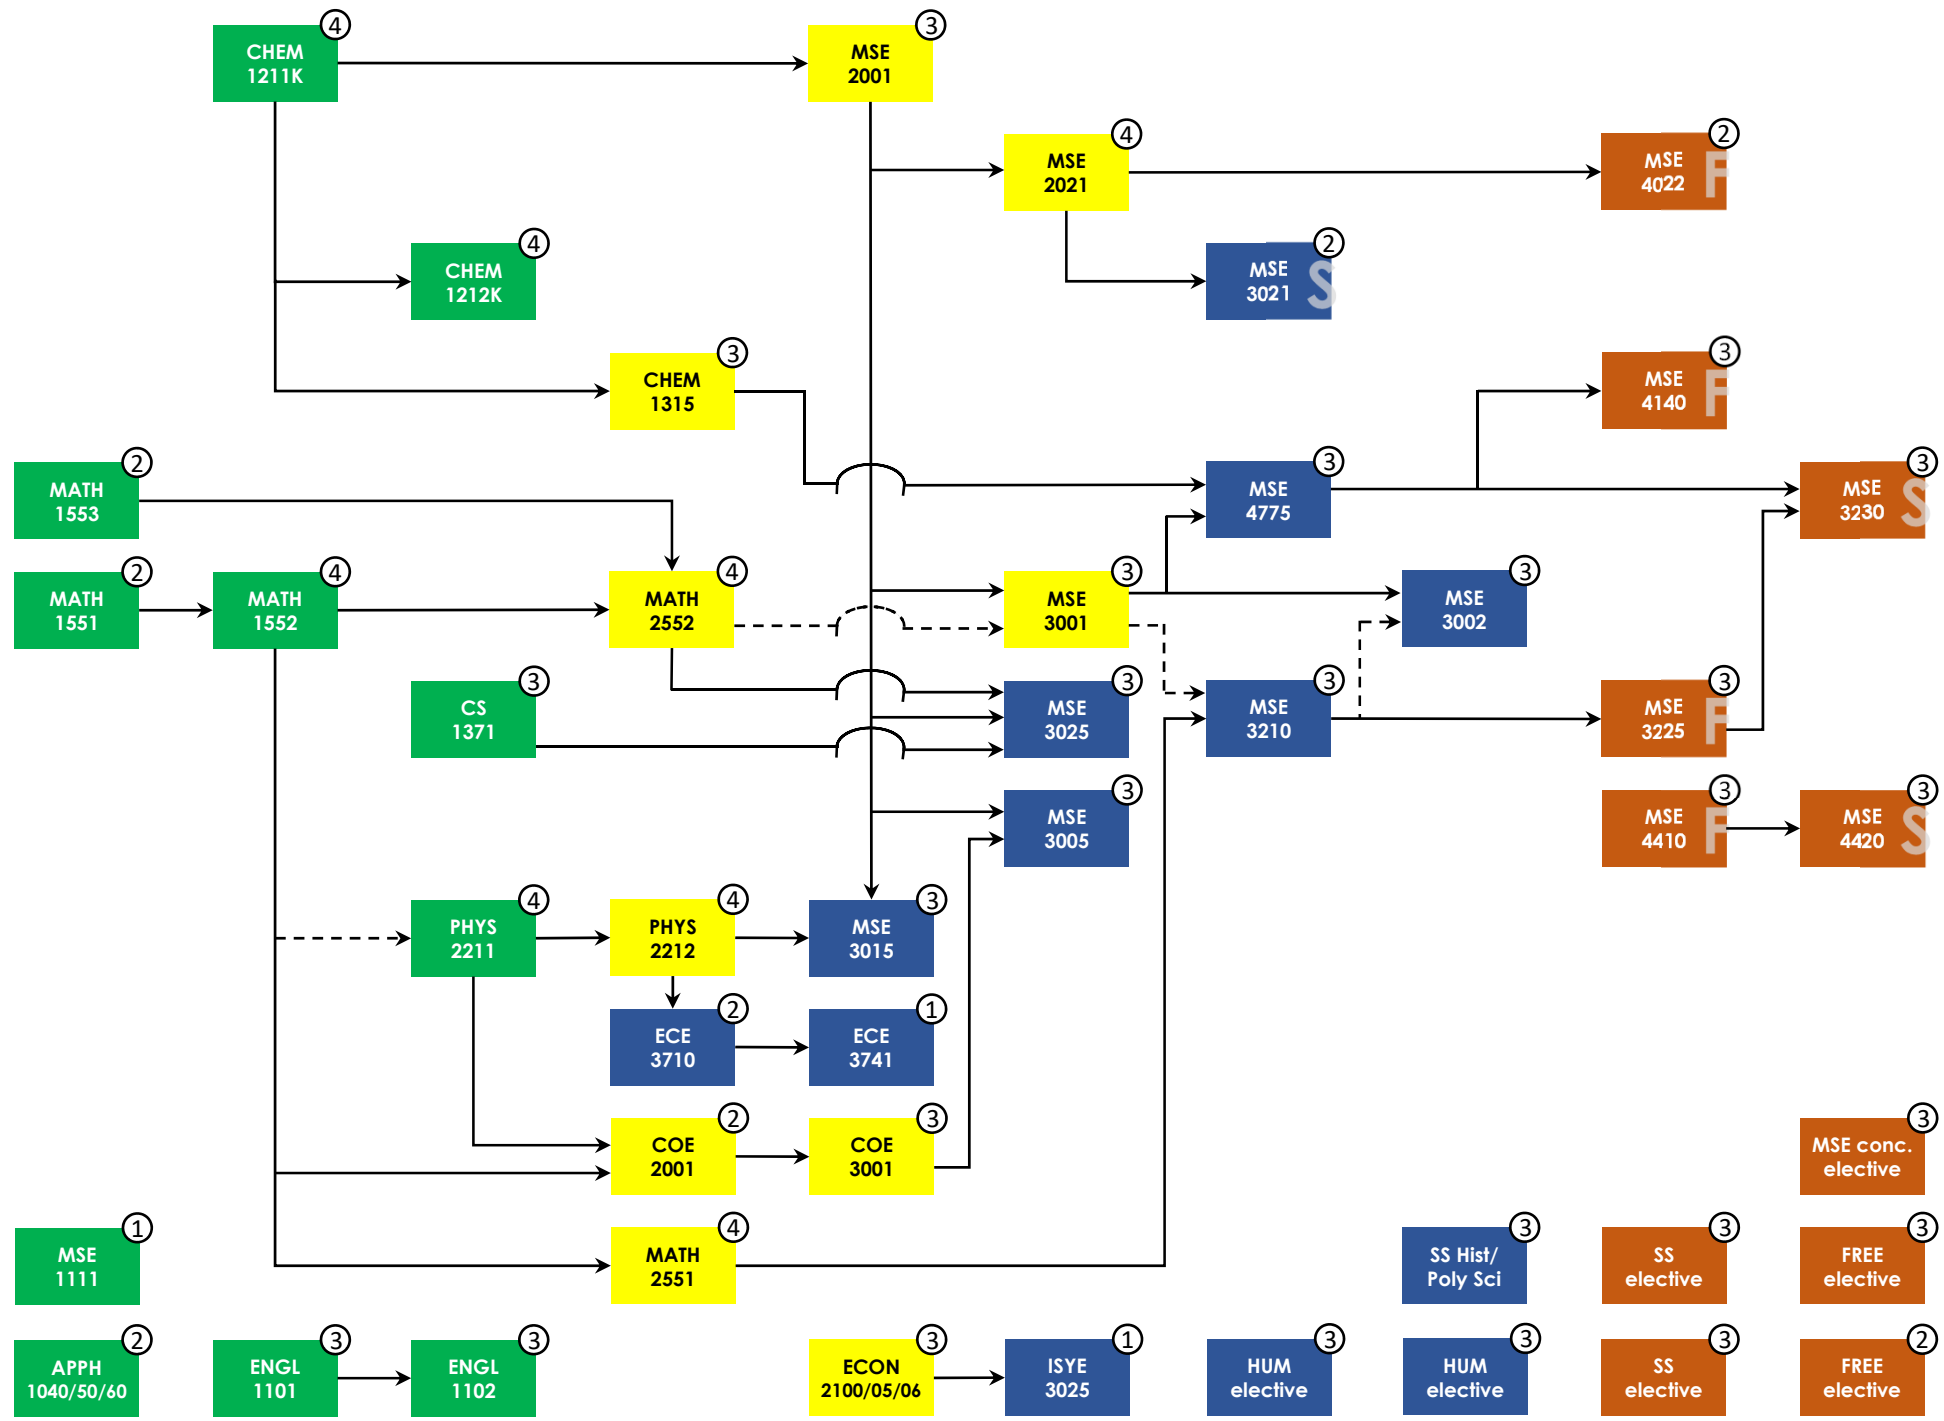 4
CHEM
1211K
3
MSE
2001
4
MSE
2021
2
MSE
4022
F
4
CHEM
1212K
2
MSE
3021
S
3
CHEM
1315
3
MSE
4140
F
2
MATH
1553
3
MSE
4775
3
MSE
3230
S
2
MATH
1551
4
MATH
1552
4
MATH
2552
3
MSE
3001
3
MSE
3002
3
CS
1371
3
MSE
3025
3
MSE
3210
3
MSE
3225
F
3
MSE
3005
3
MSE
4410
F
3
MSE
4420
S
4
PHYS
2211
4
PHYS
2212
3
MSE
3015
2
ECE
3710
1
ECE
3741
2
COE
2001
3
COE
3001
3
MSE conc.
elective
1
MSE
1111
4
MATH
2551
3
SS Hist/
Poly Sci
3
SS
elective
3
FREE
elective
2
APPH
1040/50/60
3
ENGL
1101
3
ENGL
1102
3
ECON
2100/05/06
1
ISYE
3025
3
HUM
elective
3
HUM
elective
3
SS
elective
2
FREE
elective